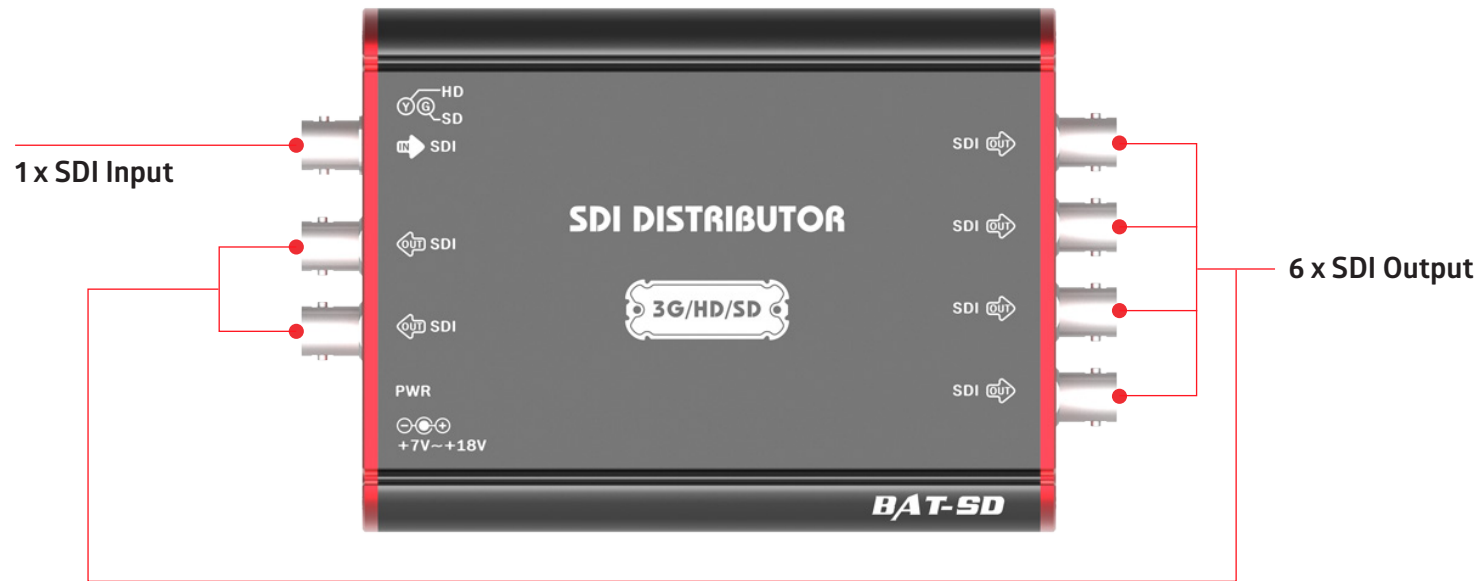 HD
Y G
SD
IN SDI
1 x SDI Input
OUT SDI
OUT SDI
PWR
+7V~+18V
SDI DISTRIBUTOR
3G/HD/SD
SDI OUT
SDI OUT
SDI OUT
SDI OUT
6 x SDI Output
BAT-SD